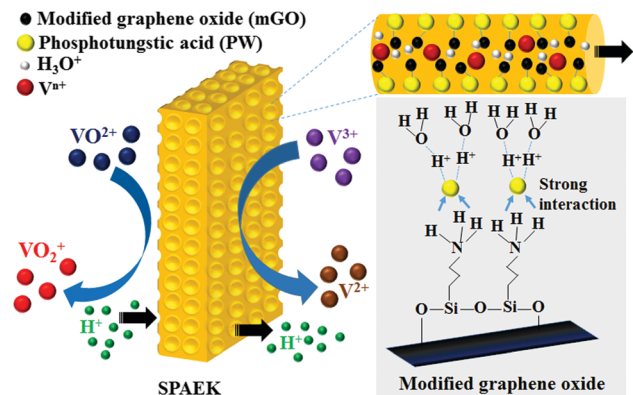 Modified graphene oxide (mGO)
Phosphotungstic acid (PW)
H₃O⁺
Vⁿ⁺
VO²⁺
V³⁺
VO₂⁺
V²⁺
H⁺
H⁺
SPAEK
H H H H H H H H
O O O O
H⁺ H⁺ H⁺ H⁺
Strong
interaction
H H H H H H
N N
O—Si—O—Si—O
Modified graphene oxide